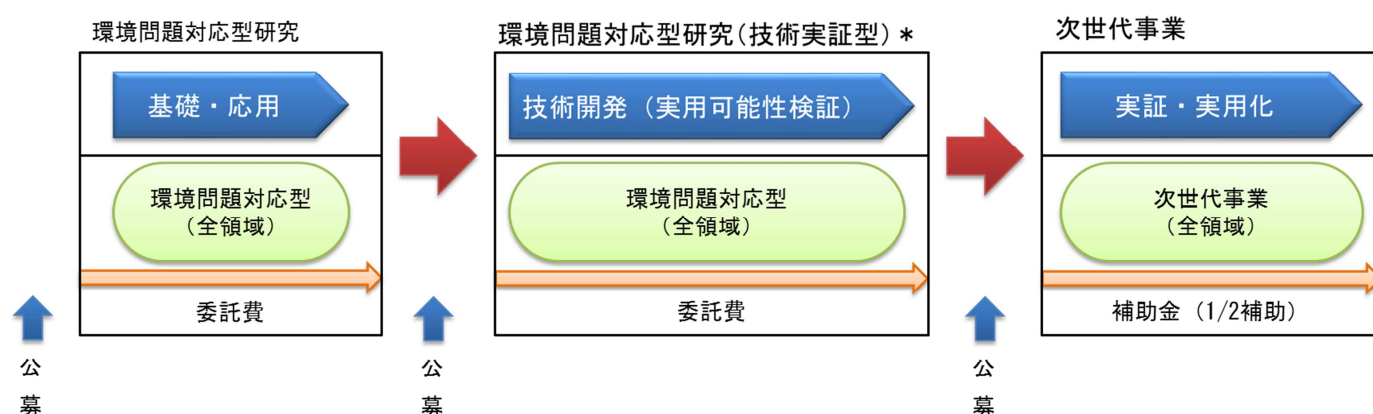 環境問題対応型研究
環境問題対応型研究(技術実証型)*
次世代事業
基礎・応用
技術開発（実用可能性検証）
実証・実用化
環境問題対応型
（全領域）
環境問題対応型
（全領域）
次世代事業
（全領域）
委託費
委託費
補助金（1/2補助）
公募
公募
公募